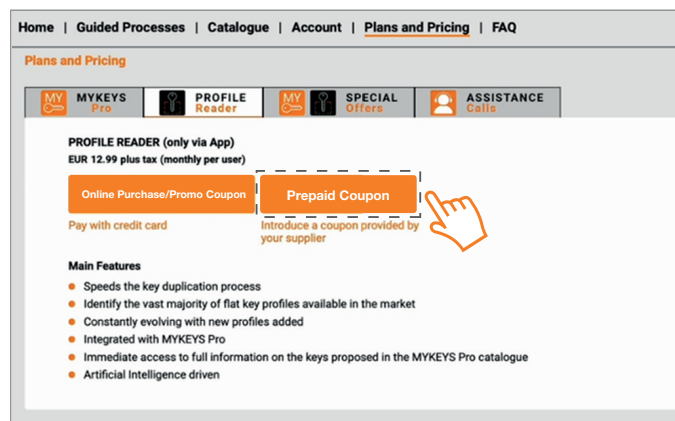 Home | Guided Processes | Catalogue | Account | Plans and Pricing | FAQ
Plans and Pricing
MY MYKEYS Pro
PROFILE Reader
MY SPECIAL Offers
ASSISTANCE Calls
PROFILE READER (only via App)
EUR 12.99 plus tax (monthly per user)
Online Purchase/Promo Coupon Prepaid Coupon
Pay with credit card
Introduce a coupon provided by
your supplier
Main Features
Speeds the key duplication process
Identify the vast majority of flat key profiles available in the market
Constantly evolving with new profiles added
Integrated with MYKEYS Pro
Immediate access to full information on the keys proposed in the MYKEYS Pro catalogue
Artificial Intelligence driven